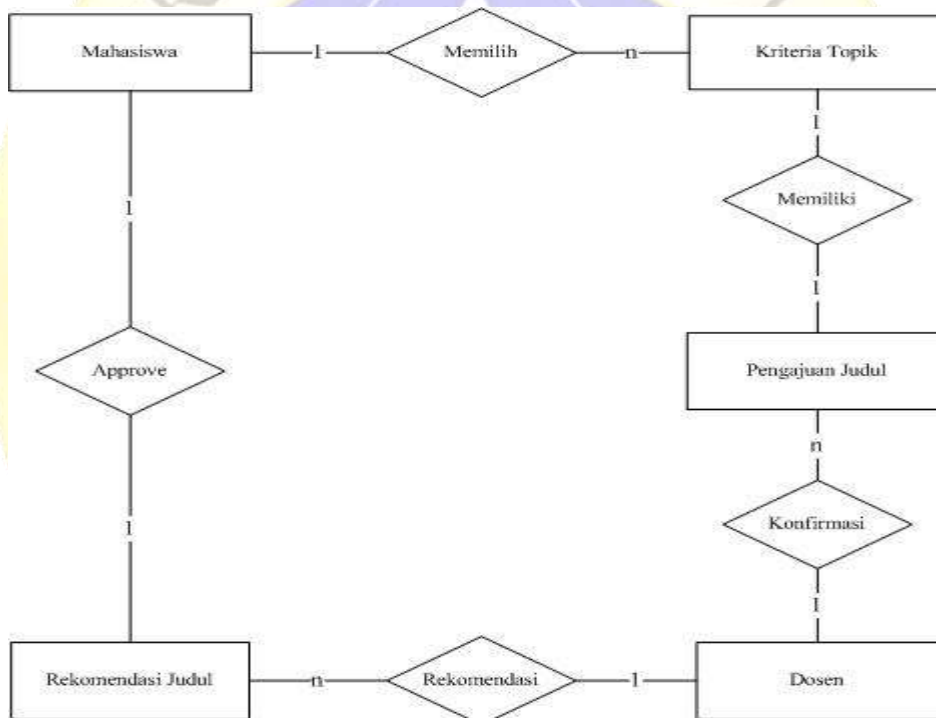 Mahasiswa
1
Memilih
n
Kriteria Topik
1
Memiliki
1
1
Approve
Pengajuan Judul
n
Konfirmasi
1
1
Rekomendasi Judul
n
Rekomendasi
1
Dosen